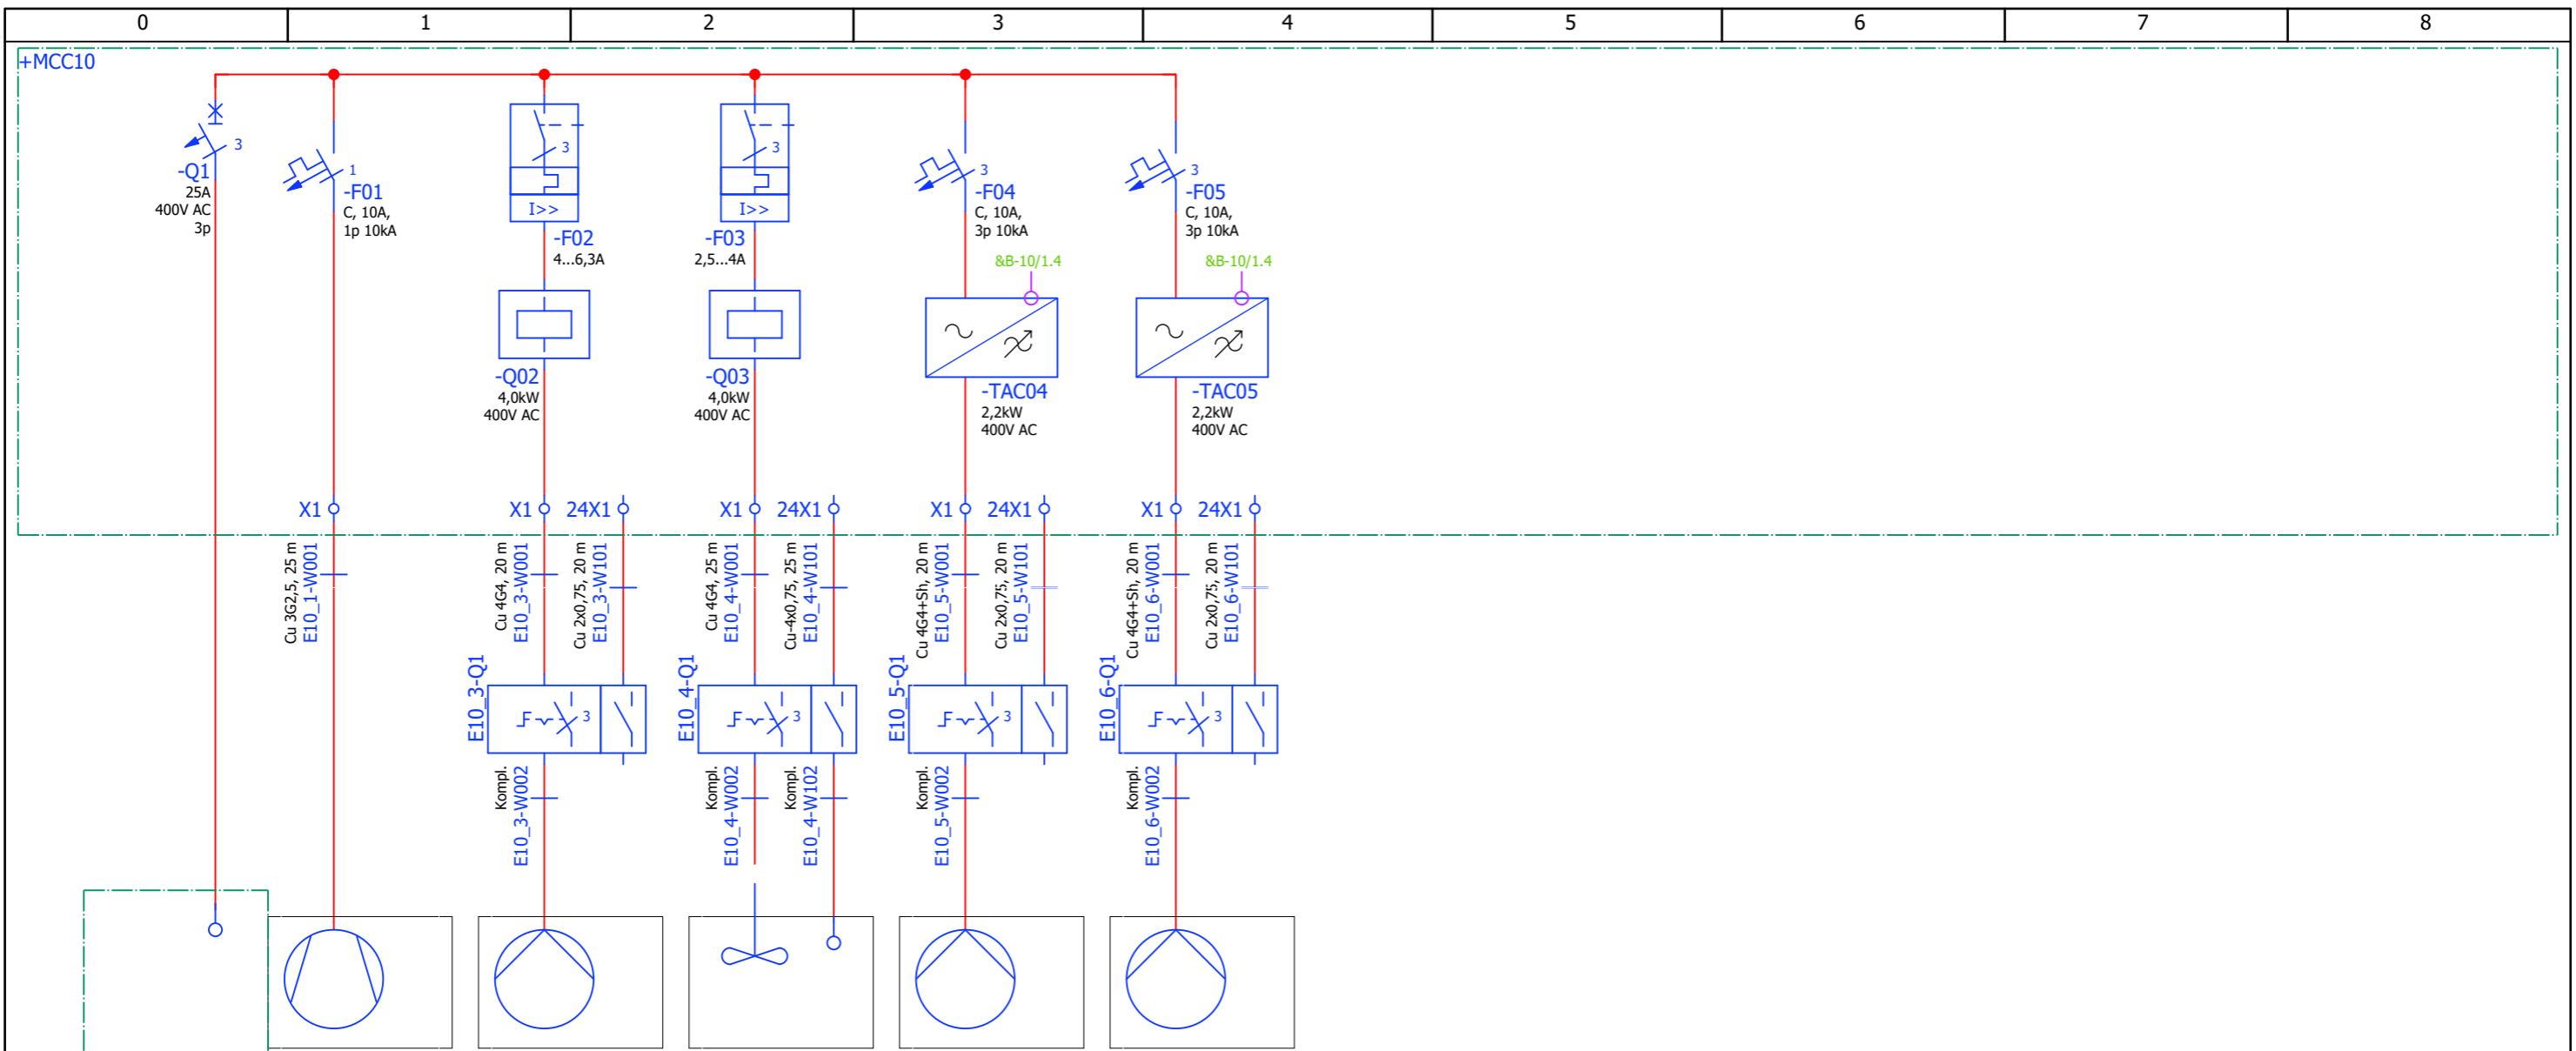 0 1 2 3 4 5 6 7 8
+MCC10
3
-Q1
25A
400V AC
3p
1
-F01
C, 10A,
1p 10kA
3
I>>
-F02
4...6,3A
3
I>>
-F03
2,5...4A
3
-F04
C, 10A,
3p 10kA
3
-F05
C, 10A,
3p 10kA
&B-10/1.4
&B-10/1.4
-Q02
4,0kW
400V AC
-Q03
4,0kW
400V AC
-TAC04
2,2kW
400V AC
-TAC05
2,2kW
400V AC
X1
X1
24X1
X1
24X1
X1
24X1
X1
24X1
Cu 3G2,5, 25 m
E10_1-W001
Cu 4G4, 20 m
E10_3-W001
Cu 2x0,75, 20 m
E10_3-W101
Cu 4G4, 25 m
E10_4-W001
Cu-4x0,75, 25 m
E10_4-W101
Cu 4G4+Sh, 20 m
E10_5-W001
Cu 2x0,75, 20 m
E10_5-W101
Cu 4G4+Sh, 20 m
E10_6-W001
Cu 2x0,75, 20 m
E10_6-W101
E10_3-Q1
3
E10_4-Q1
3
E10_5-Q1
3
E10_6-Q1
3
Kompl.
E10_3-W002
Kompl.
E10_4-W002
Kompl.
E10_4-W102
Kompl.
E10_5-W002
Kompl.
E10_6-W002